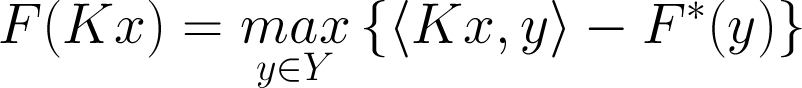 F(Kx) = max_{y∈Y} {⟨Kx, y⟩ − F*(y)}